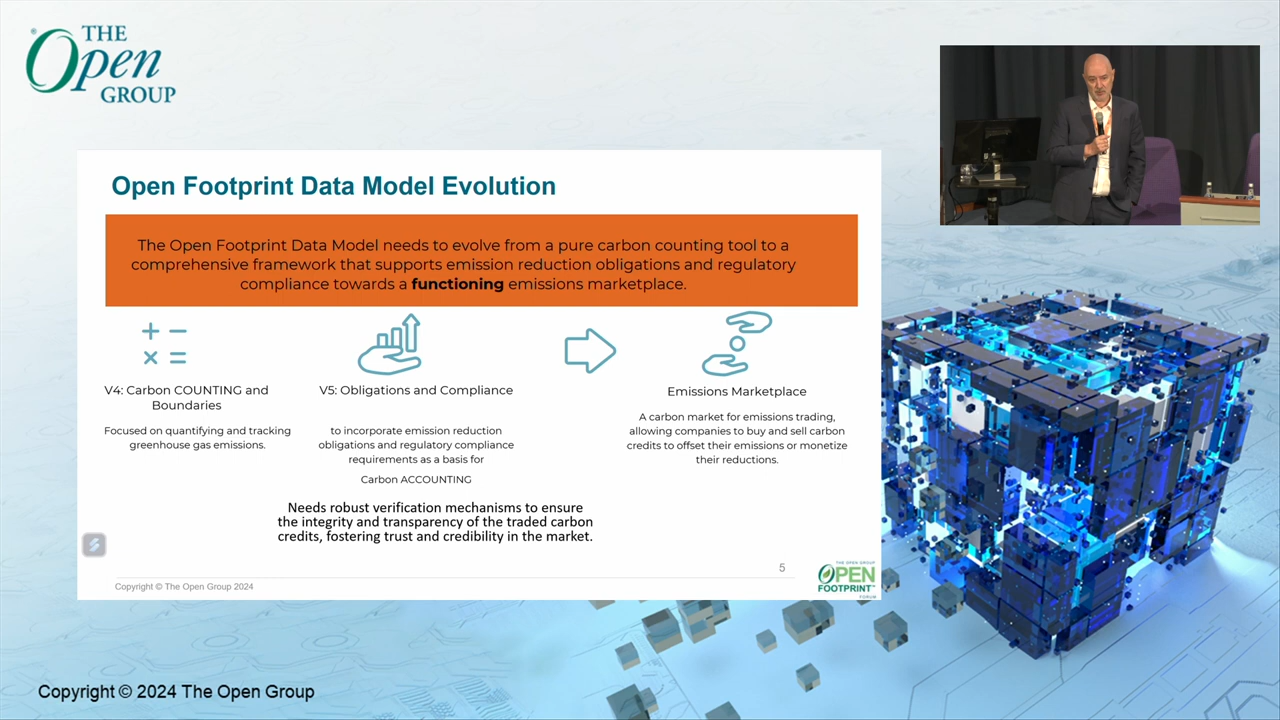 THE
Open
GROUP
Open Footprint Data Model Evolution
The Open Footprint Data Model needs to evolve from a pure carbon counting tool to a
comprehensive framework that supports emission reduction obligations and regulatory
compliance towards a functioning emissions marketplace.
V4: Carbon COUNTING and
Boundaries
Focused on quantifying and tracking
greenhouse gas emissions.
V5: Obligations and Compliance
to incorporate emission reduction
obligations and regulatory compliance
requirements as a basis for
Carbon ACCOUNTING
Emissions Marketplace
A carbon market for emissions trading,
allowing companies to buy and sell carbon
credits to offset their emissions or monetize
their reductions.
Needs robust verification mechanisms to ensure
the integrity and transparency of the traded carbon
credits, fostering trust and credibility in the market.
5
Copyright © The Open Group 2024
THE OPEN GROUP
OPEN
FOOTPRINT™
FORUM
Copyright © 2024 The Open Group